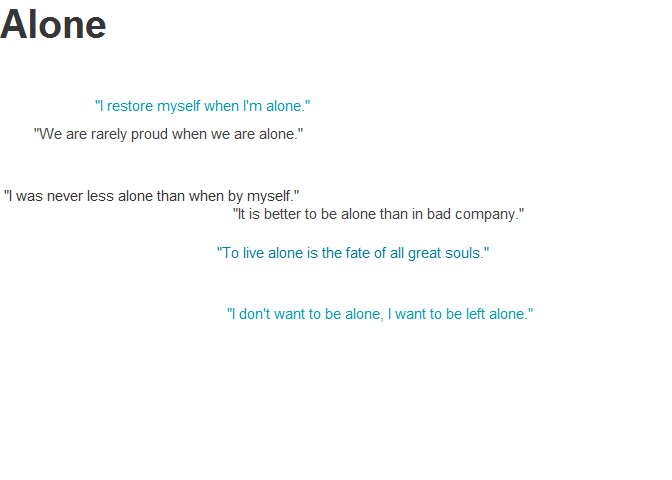 Alone
"I restore myself when I'm alone."
"We are rarely proud when we are alone."
"I was never less alone than when by myself."
"It is better to be alone than in bad company."
"To live alone is the fate of all great souls."
"I don't want to be alone, I want to be left alone."